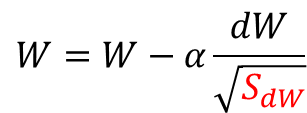 W = W − α dW / √S_dW